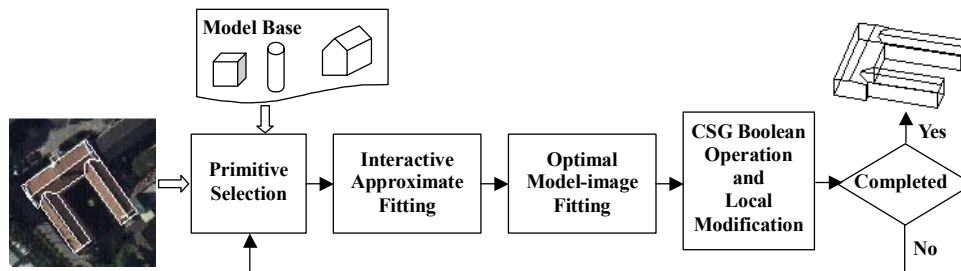 Model Base
Primitive
Selection
Interactive
Approximate
Fitting
Optimal
Model-image
Fitting
CSG Boolean
Operation
and
Local
Modification
Completed
Yes
No